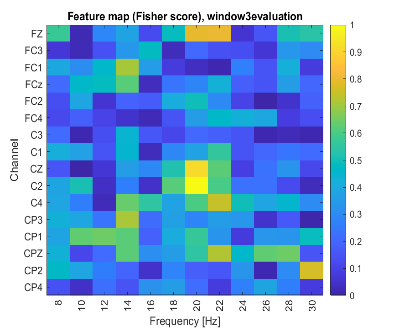 Feature map (Fisher score), window3evaluation
Channel
FZ
FC3
FC1
FCz
FC2
FC4
C3
C1
CZ
C2
C4
CP3
CP1
CPZ
CP2
CP4
8 10 12 14 16 18 20 22 24 26 28 30
Frequency [Hz]
1
0.9
0.8
0.7
0.6
0.5
0.4
0.3
0.2
0.1
0